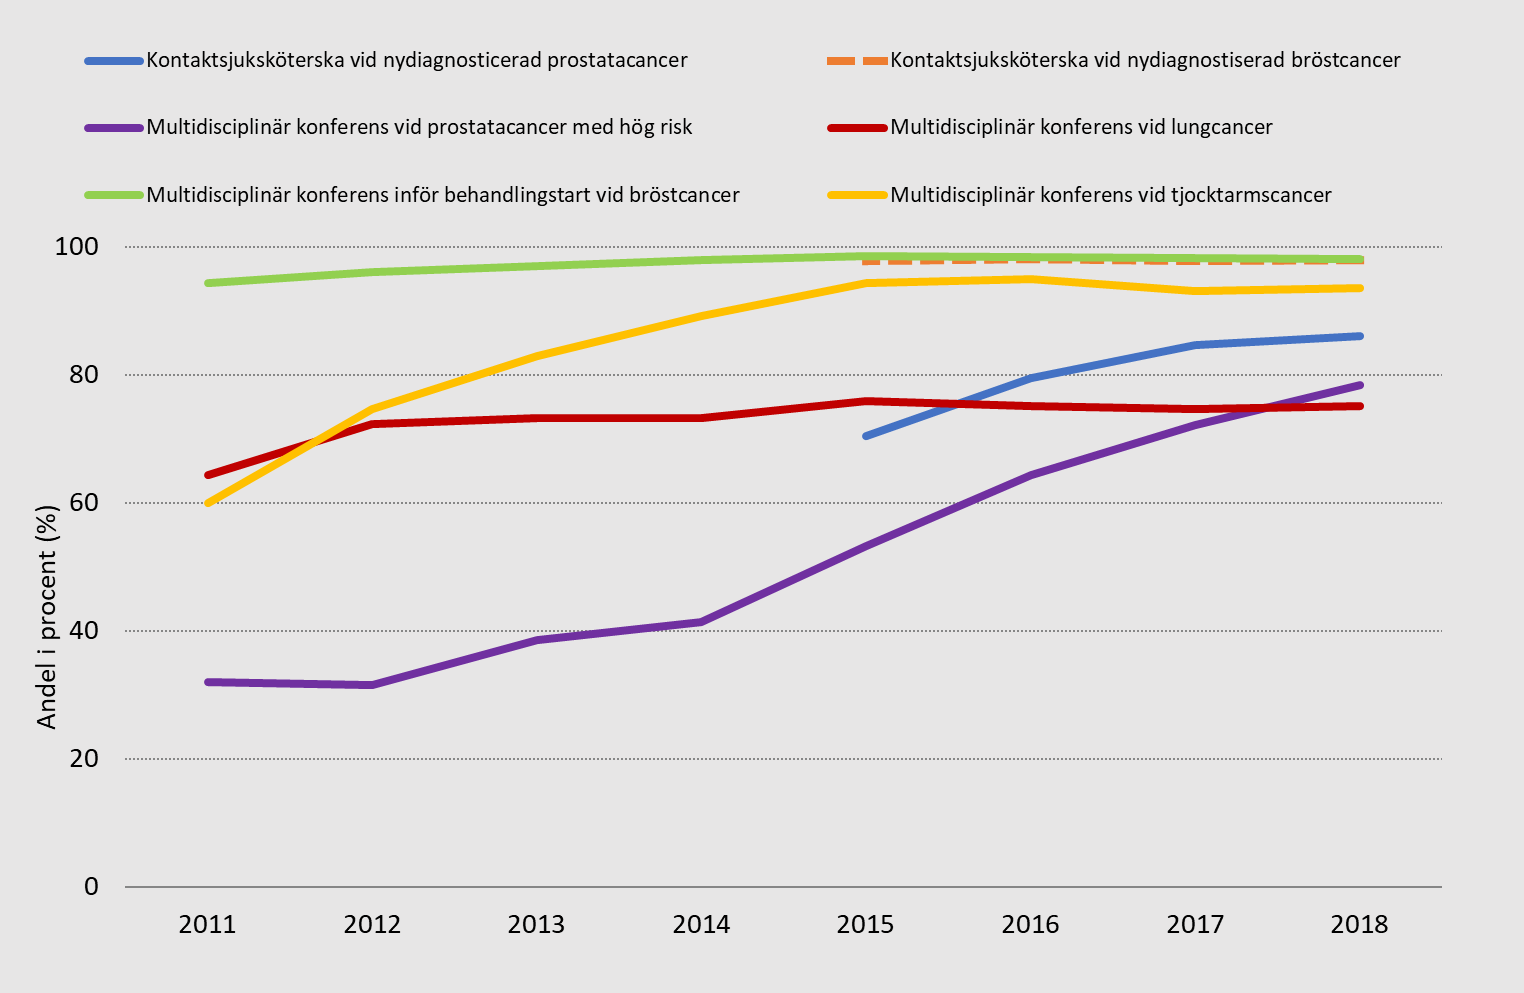 Kontaktsjuksköterska vid nydiagnosticerad prostatacancer
Kontaktsjuksköterska vid nydiagnostiserad bröstcancer
Multidisciplinär konferens vid prostatacancer med hög risk
Multidisciplinär konferens vid lungcancer
Multidisciplinär konferens inför behandlingstart vid bröstcancer
Multidisciplinär konferens vid tjocktarmscancer
Andel i procent (%)
100
80
60
40
20
0
2011 2012 2013 2014 2015 2016 2017 2018